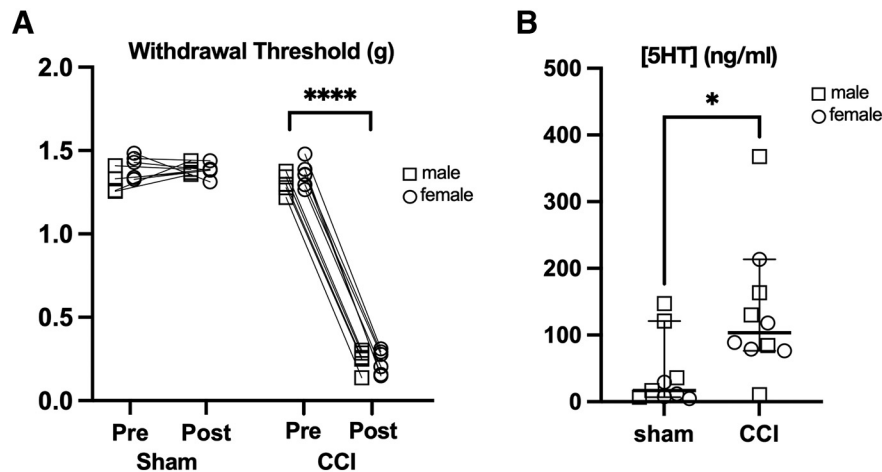 A
Withdrawal Threshold (g)
2.0
1.5
1.0
0.5
0.0
****
male
female
Pre Post Pre Post
Sham CCI
B
[5HT] (ng/ml)
500
400
300
200
100
0
*
male
female
sham CCI